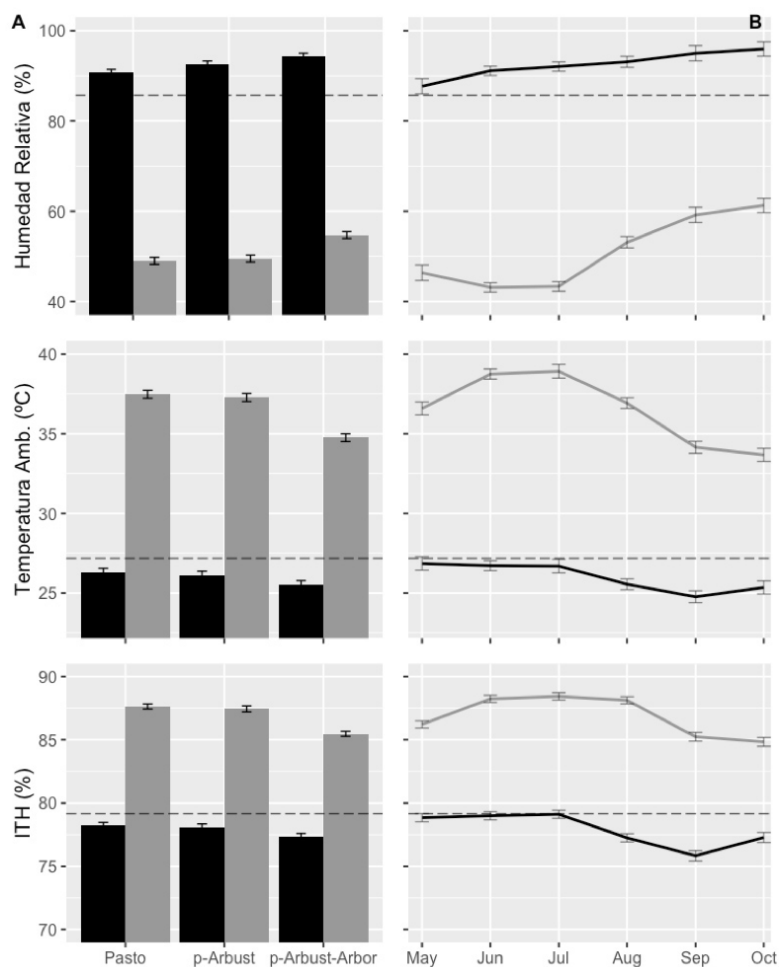 A
B
Humedad Relativa (%)
100
80
60
40
Temperatura Amb. (ºC)
40
35
30
25
ITH (%)
90
85
80
75
70
Pasto p-Arbust p-Arbust-Arbor
May Jun Jul Aug Sep Oct